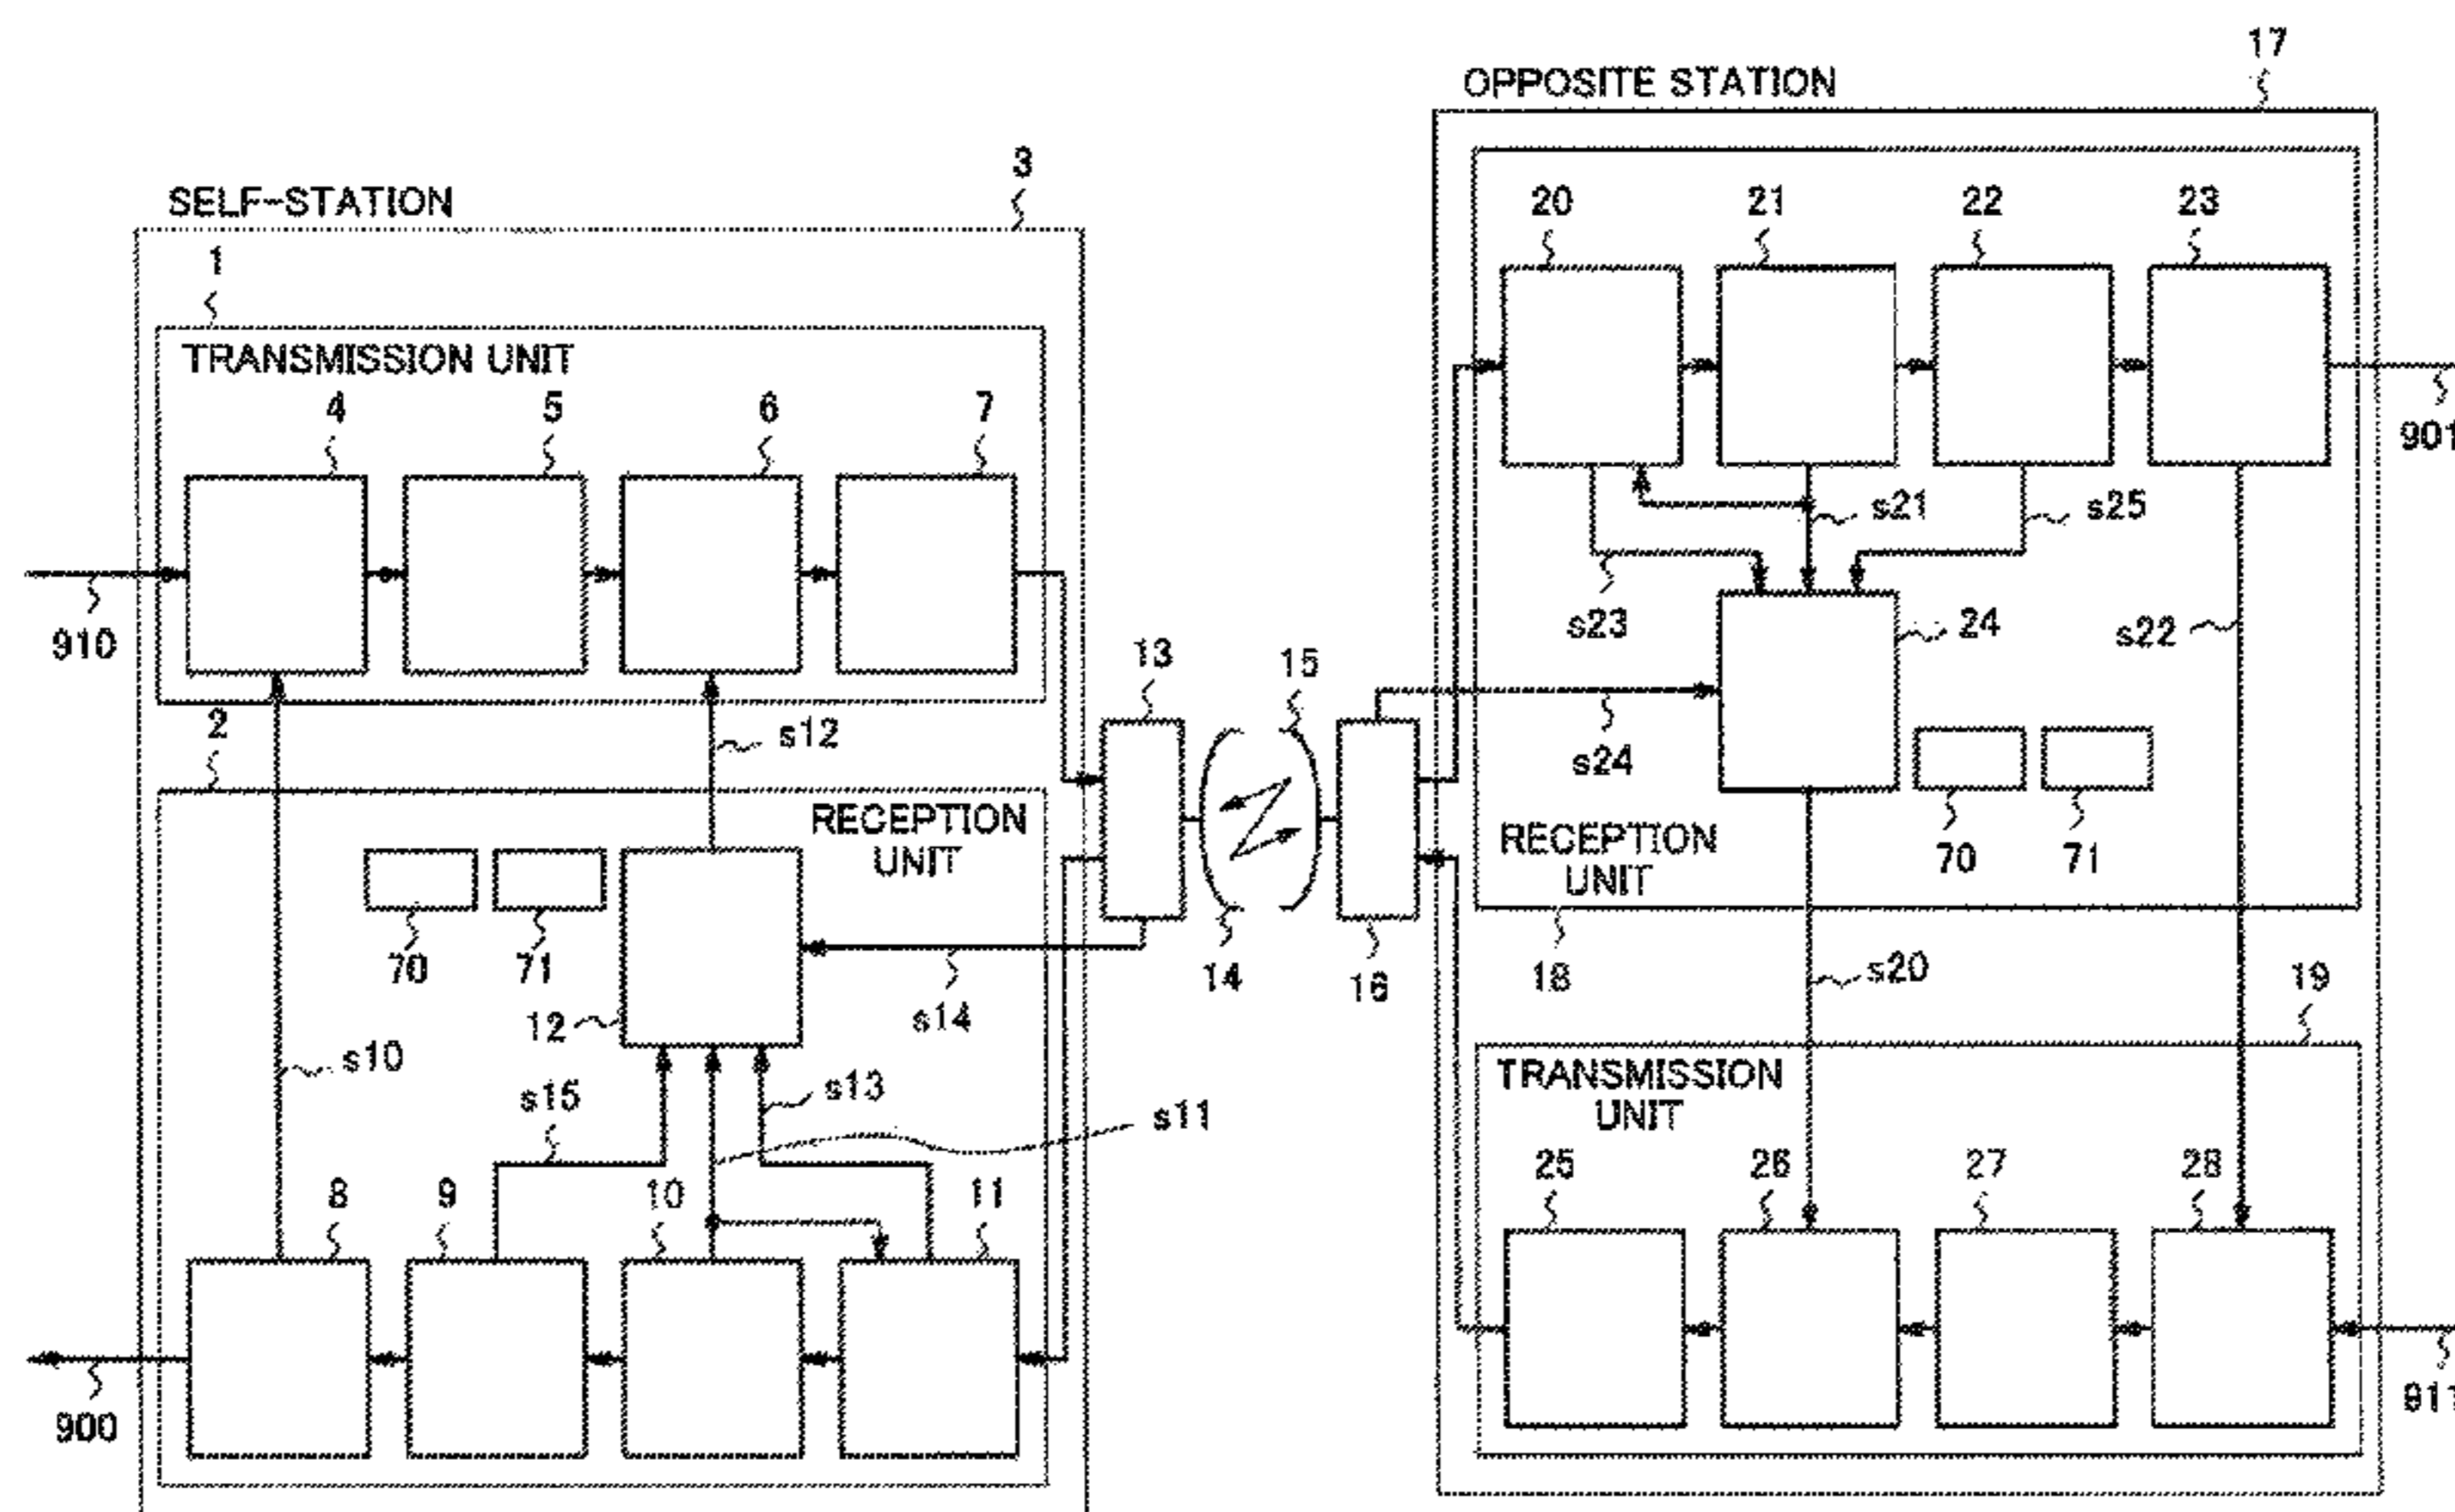 17
OPPOSITE STATION
3
SELF-STATION
20 21 22 23
1
TRANSMISSION UNIT
4 5 6 7
901
s21 s25
910
s23 24 s22
13 15
2
s12
s24
RECEPTION
UNIT
RECEPTION
UNIT
70 71
70 71
12
s14
14 16
18 s20 19
s10
TRANSMISSION
UNIT
s15 s13 s11
25 26 27 28
8 9 10 11
900
911